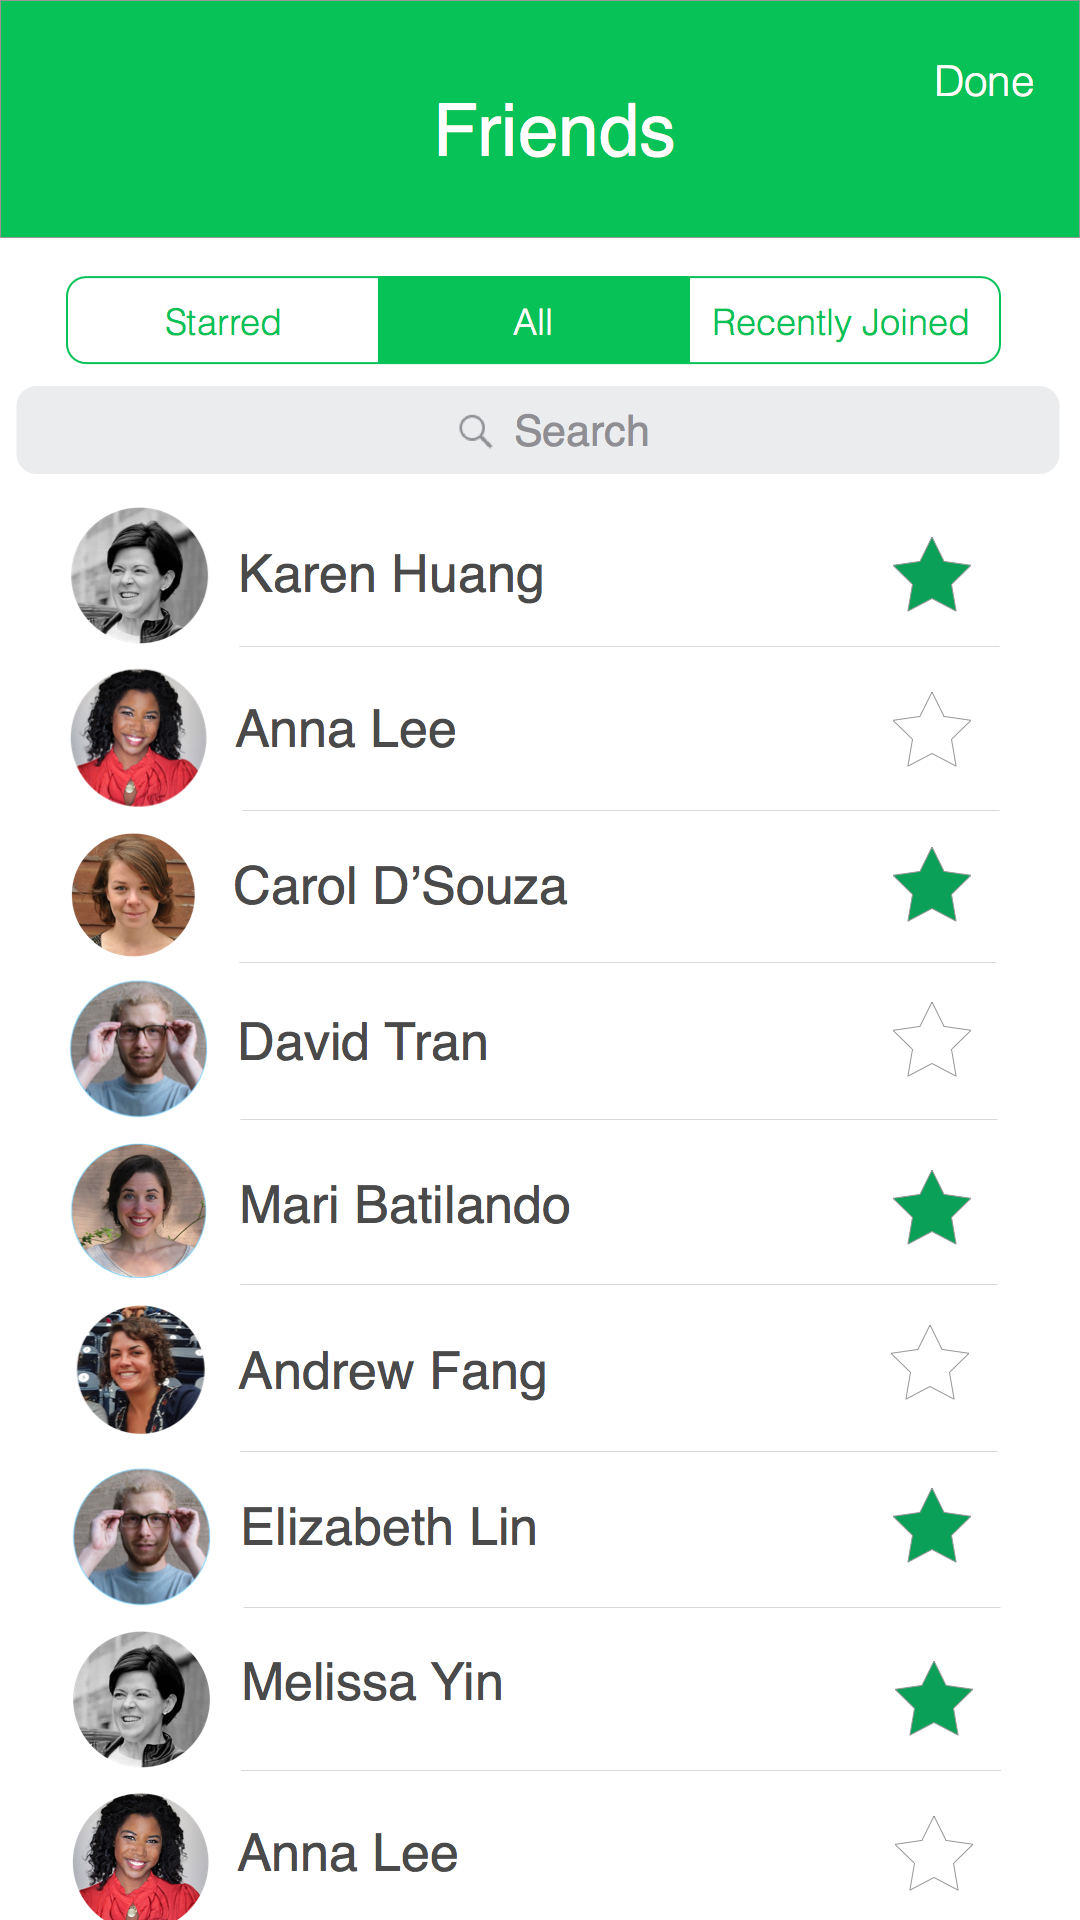 Done
Friends
Starred
All
Recently Joined
Search
Karen Huang
Anna Lee
Carol D’Souza
David Tran
Mari Batilando
Andrew Fang
Elizabeth Lin
Melissa Yin
Anna Lee